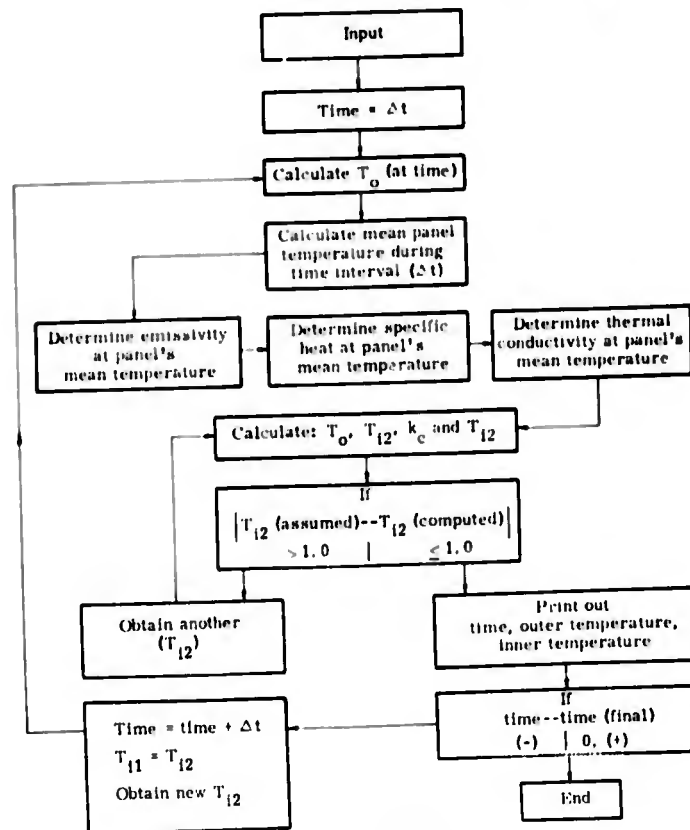 Input
Time = Δt
Calculate T_o (at time)
Calculate mean panel
temperature during
time interval (Δt)
Determine emissivity
at panel's
mean temperature
Determine specific
heat at panel's
mean temperature
Determine thermal
conductivity at panel's
mean temperature
Calculate: T_o, T_i2, k_c and T_i2
If
|T_i2 (assumed)--T_i2 (computed)|
>1.0 | ≤1.0
Obtain another
(T_i2)
Print out
time, outer temperature,
inner temperature
Time = time + Δt
T_i1 = T_i2
Obtain new T_i2
If
time--time (final)
(-) | 0, (+)
End